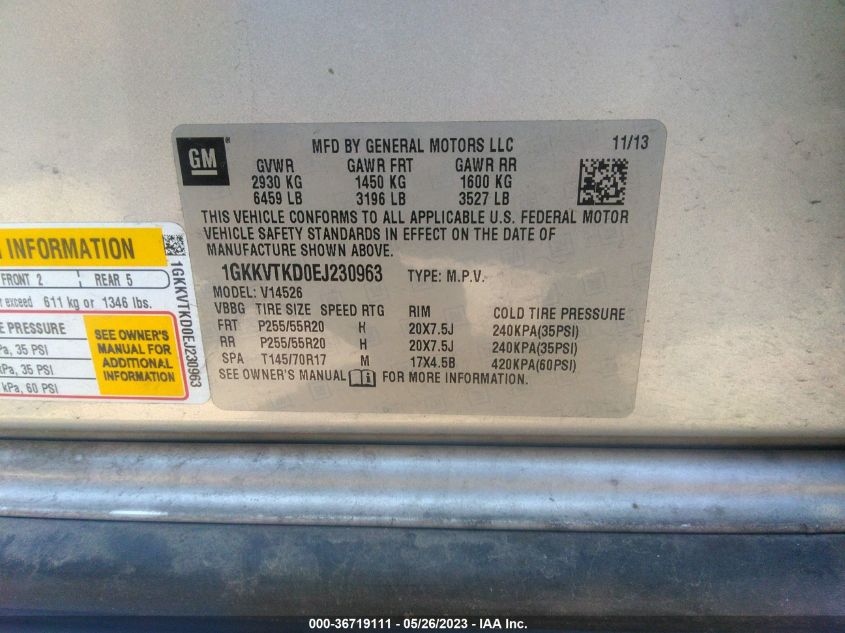 GM
MFD BY GENERAL MOTORS LLC 11/13
GVWR GAWR FRT GAWR RR
2930 KG 1450 KG 1600 KG
6459 LB 3196 LB 3527 LB
THIS VEHICLE CONFORMS TO ALL APPLICABLE U.S. FEDERAL MOTOR
VEHICLE SAFETY STANDARDS IN EFFECT ON THE DATE OF
MANUFACTURE SHOWN ABOVE.
1GKKVTKD0EJ230963 TYPE: M.P.V.
MODEL: V14526
VBBG TIRE SIZE SPEED RTG RIM COLD TIRE PRESSURE
FRT P255/55R20 H 20X7.5J 240KPA(35PSI)
RR P255/55R20 H 20X7.5J 240KPA(35PSI)
SPA T145/70R17 M 17X4.5B 420KPA(60PSI)
SEE OWNER'S MANUAL FOR MORE INFORMATION.
INFORMATION
FRONT 2 REAR 5
exceed 611 kg or 1346 lbs.
PRESSURE
35 PSI
35 PSI
kPa, 60 PSI
SEE OWNER'S
MANUAL FOR
ADDITIONAL
INFORMATION
1GKKVTKD0EJ230963
000-36719111 - 05/26/2023 - IAA Inc.